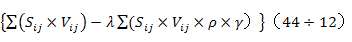 {∑(S_ij × V_ij) − λ ∑(S_ij × V_ij × ρ × γ) }（44 ÷ 12）